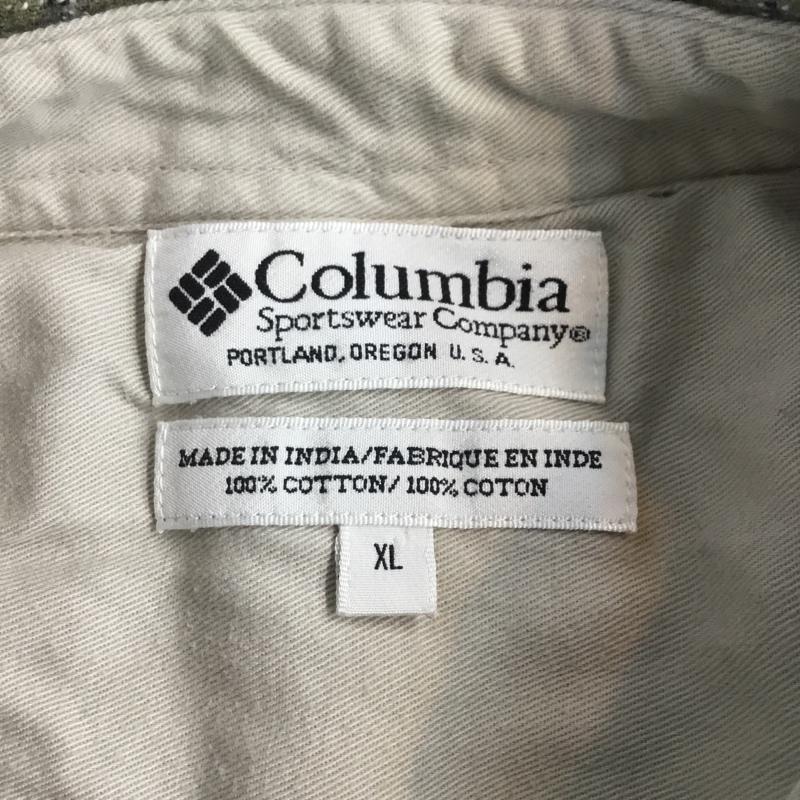 Columbia
Sportswear Company®
PORTLAND, OREGON U.S.A.
MADE IN INDIA/FABRIQUE EN INDE
100% COTTON/100% COTON
XL